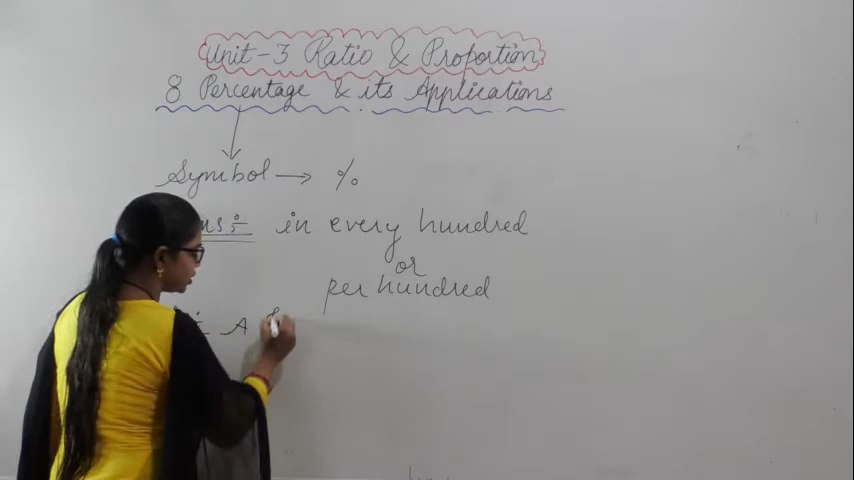 Unit-3 Ratio & Proportion
8 Percentage & its Applications
Symbol → %
in every hundred
or
per hundred
A